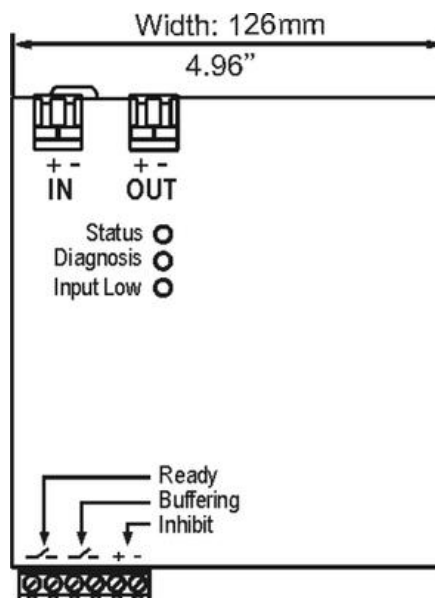 Width: 126mm
4.96”
+ - + -
IN OUT
Status
Diagnosis
Input Low
Ready
Buffering
Inhibit
+ -